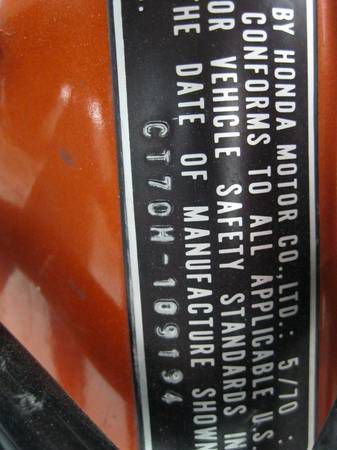 BY HONDA MOTOR CO., LTD.: 5/70 :
CONFORMS TO ALL APPLICABLE U.S.
OR VEHICLE SAFETY STANDARDS IN
HE DATE OF MANUFACTURE SHOWN
CT70H-109194